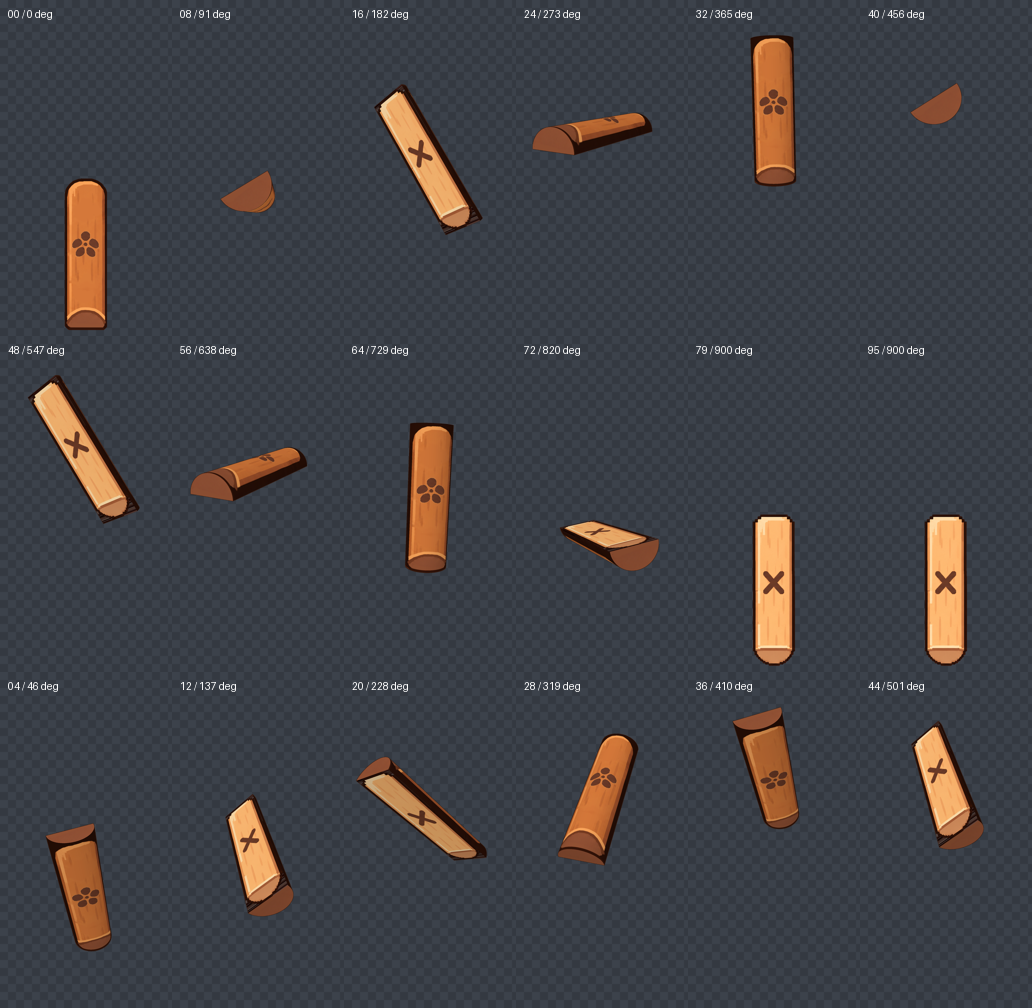 00 / 0 deg
08 / 91 deg
16 / 182 deg
24 / 273 deg
32 / 365 deg
40 / 456 deg
48 / 547 deg
56 / 638 deg
64 / 729 deg
72 / 820 deg
79 / 900 deg
95 / 900 deg
04 / 46 deg
12 / 137 deg
20 / 228 deg
28 / 319 deg
36 / 410 deg
44 / 501 deg